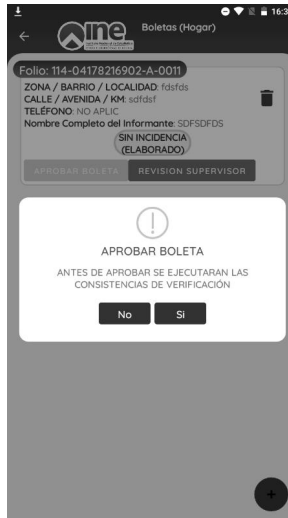 16:3
ine
Boletas (Hogar)
Folio: 114-04178216902-A-0011
ZONA / BARRIO / LOCALIDAD: fdsfds
CALLE / AVENIDA / KM: sdfdsf
TELÉFONO: NO APLIC
Nombre Completo del Informante: SDFSDFDS
SIN INCIDENCIA
(ELABORADO)
APROBAR BOLETA REVISION SUPERVISOR
APROBAR BOLETA
ANTES DE APROBAR SE EJECUTARAN LAS
CONSISTENCIAS DE VERIFICACIÓN
No Si
+